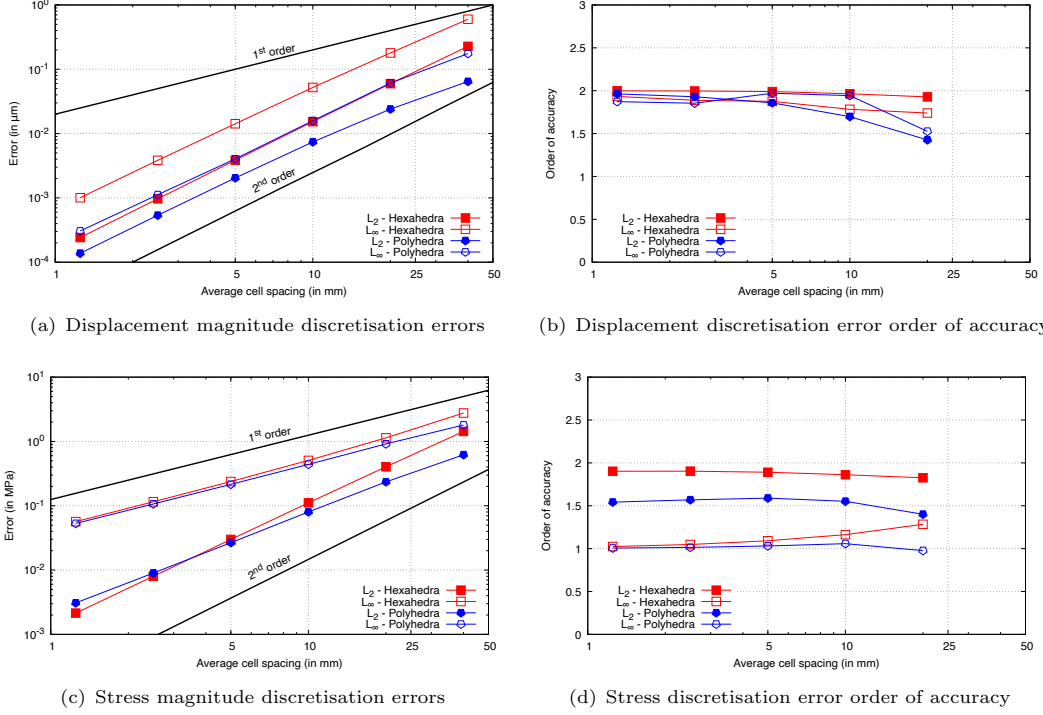 10⁰
10⁻¹
10⁻²
10⁻³
10⁻⁴
Error (in μm)
1ˢᵗ order
2ⁿᵈ order
L₂ - Hexahedra
L∞ - Hexahedra
L₂ - Polyhedra
L∞ - Polyhedra
1 5 10 25 50
Average cell spacing (in mm)
(a) Displacement magnitude discretisation errors
3
2.5
2
1.5
1
0.5
0
Order of accuracy
L₂ - Hexahedra
L∞ - Hexahedra
L₂ - Polyhedra
L∞ - Polyhedra
1 5 10 25 50
Average cell spacing (in mm)
(b) Displacement discretisation error order of accuracy
10¹
10⁰
10⁻¹
10⁻²
10⁻³
Error (in MPa)
1ˢᵗ order
2ⁿᵈ order
L₂ - Hexahedra
L∞ - Hexahedra
L₂ - Polyhedra
L∞ - Polyhedra
1 5 10 25 50
Average cell spacing (in mm)
(c) Stress magnitude discretisation errors
3
2.5
2
1.5
1
0.5
0
Order of accuracy
L₂ - Hexahedra
L∞ - Hexahedra
L₂ - Polyhedra
L∞ - Polyhedra
1 5 10 25 50
Average cell spacing (in mm)
(d) Stress discretisation error order of accuracy